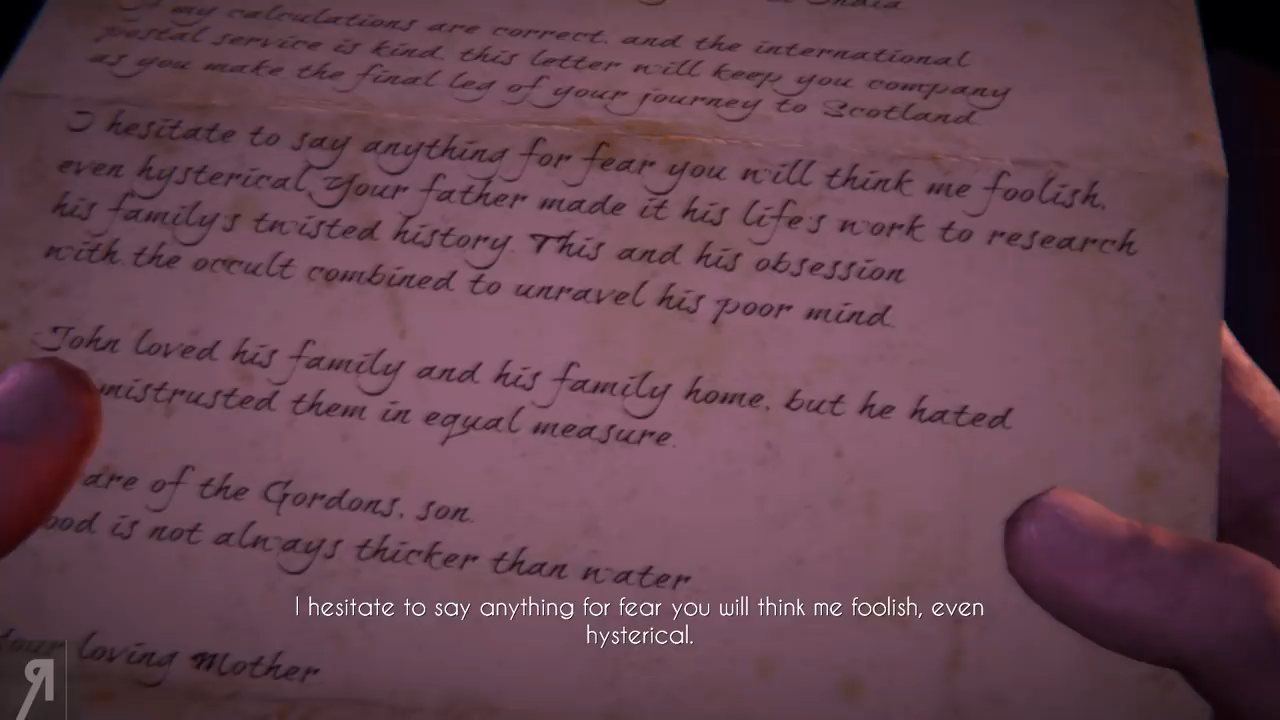 India
my calculations are correct, and the international
postal service is kind, this letter will keep you company
as you make the final leg of your journey to Scotland.
I hesitate to say anything for fear you will think me foolish,
even hysterical. Your father made it his life's work to research
his family's twisted history. This and his obsession
with the occult combined to unravel his poor mind.
John loved his family and his family home, but he hated
mistrusted them in equal measure.
are of the Gordons, son.
ood is not always thicker than water
Your loving Mother
I hesitate to say anything for fear you will think me foolish, even
hysterical.